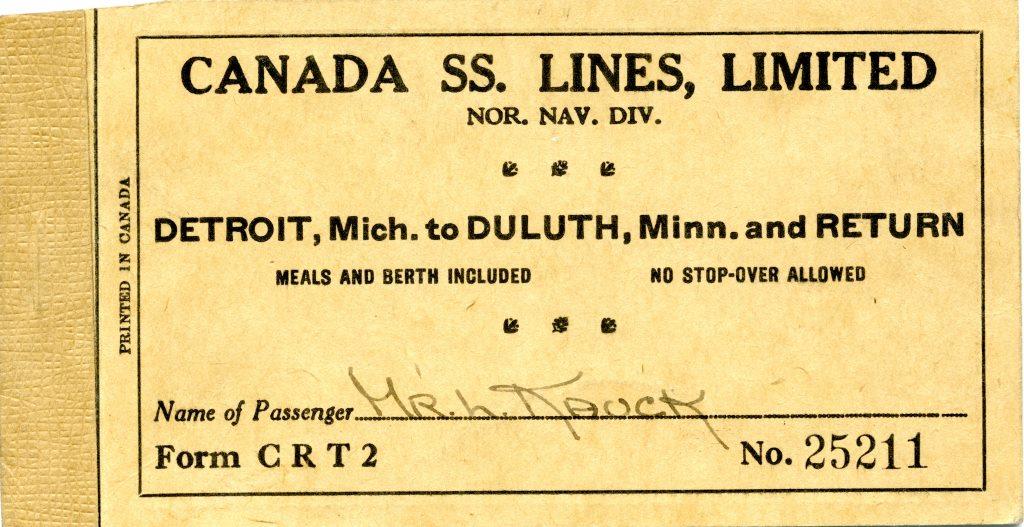 CANADA SS. LINES, LIMITED
NOR. NAV. DIV.
DETROIT, Mich. to DULUTH, Minn. and RETURN
MEALS AND BERTH INCLUDED NO STOP-OVER ALLOWED
Name of Passenger Mr. L.
Form CRT2 No. 25211
PRINTED IN CANADA